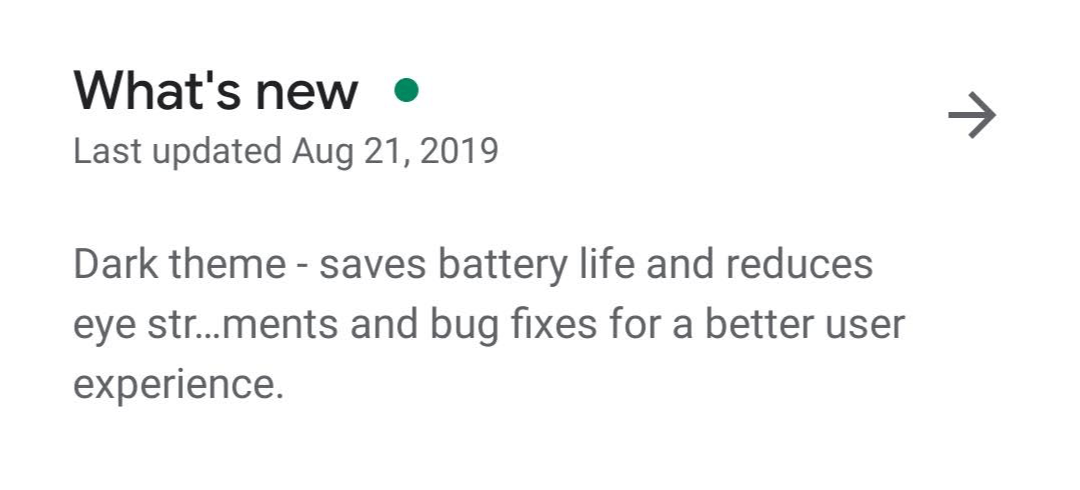 What's new
Last updated Aug 21, 2019
Dark theme - saves battery life and reduces
eye str...ments and bug fixes for a better user
experience.